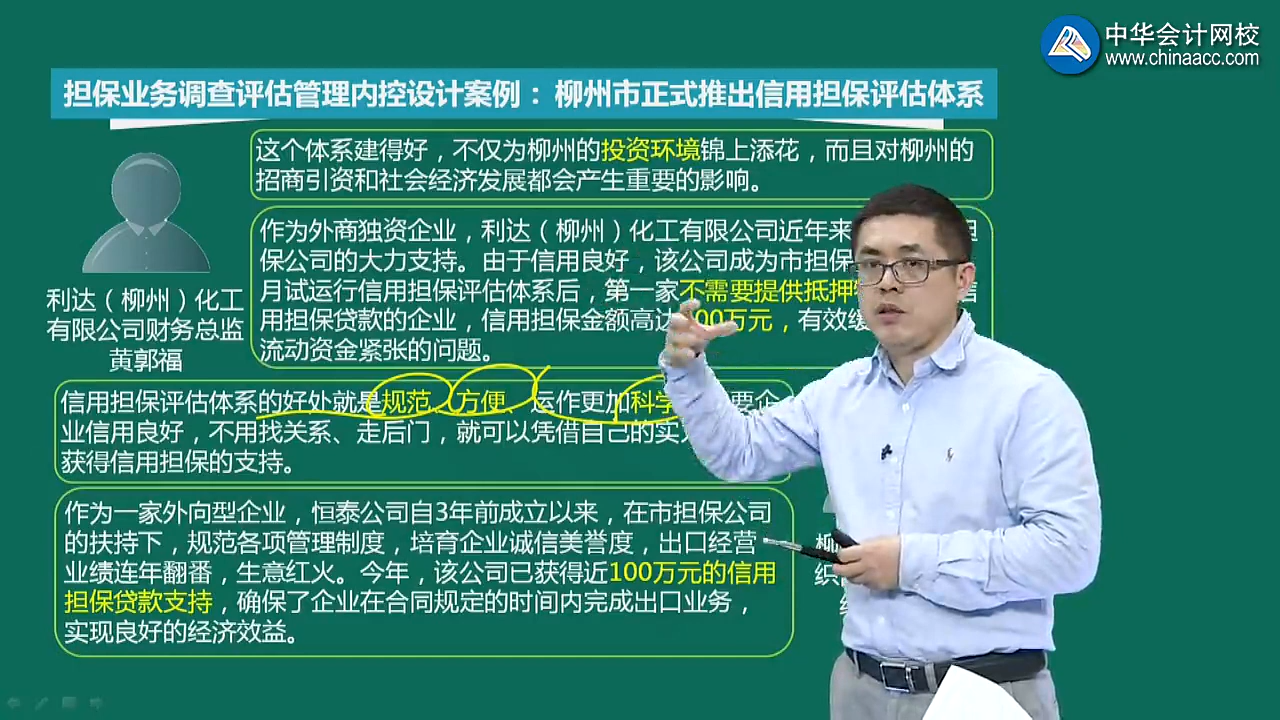 中华会计网校
www.chinaacc.com
担保业务调查评估管理内控设计案例：柳州市正式推出信用担保评估体系
这个体系建得好，不仅为柳州的投资环境锦上添花，而且对柳州的
招商引资和社会经济发展都会产生重要的影响。
作为外商独资企业，利达（柳州）化工有限公司近年来
保公司的大力支持。由于信用良好，该公司成为市担保
月试运行信用担保评估体系后，第一家不需要提供抵押
用担保贷款的企业，信用担保金额高达00万元，有效缓
流动资金紧张的问题。
利达（柳州）化工
有限公司财务总监
黄郭福
信用担保评估体系的好处就是规范、方便、运作更加科学
要企
业信用良好，不用找关系、走后门，就可以凭借自己的实
获得信用担保的支持。
作为一家外向型企业，恒泰公司自3年前成立以来，在市担保公司
的扶持下，规范各项管理制度，培育企业诚信美誉度，出口经营
业绩连年翻番，生意红火。今年，该公司已获得近100万元的信用
担保贷款支持，确保了企业在合同规定的时间内完成出口业务，
实现良好的经济效益。